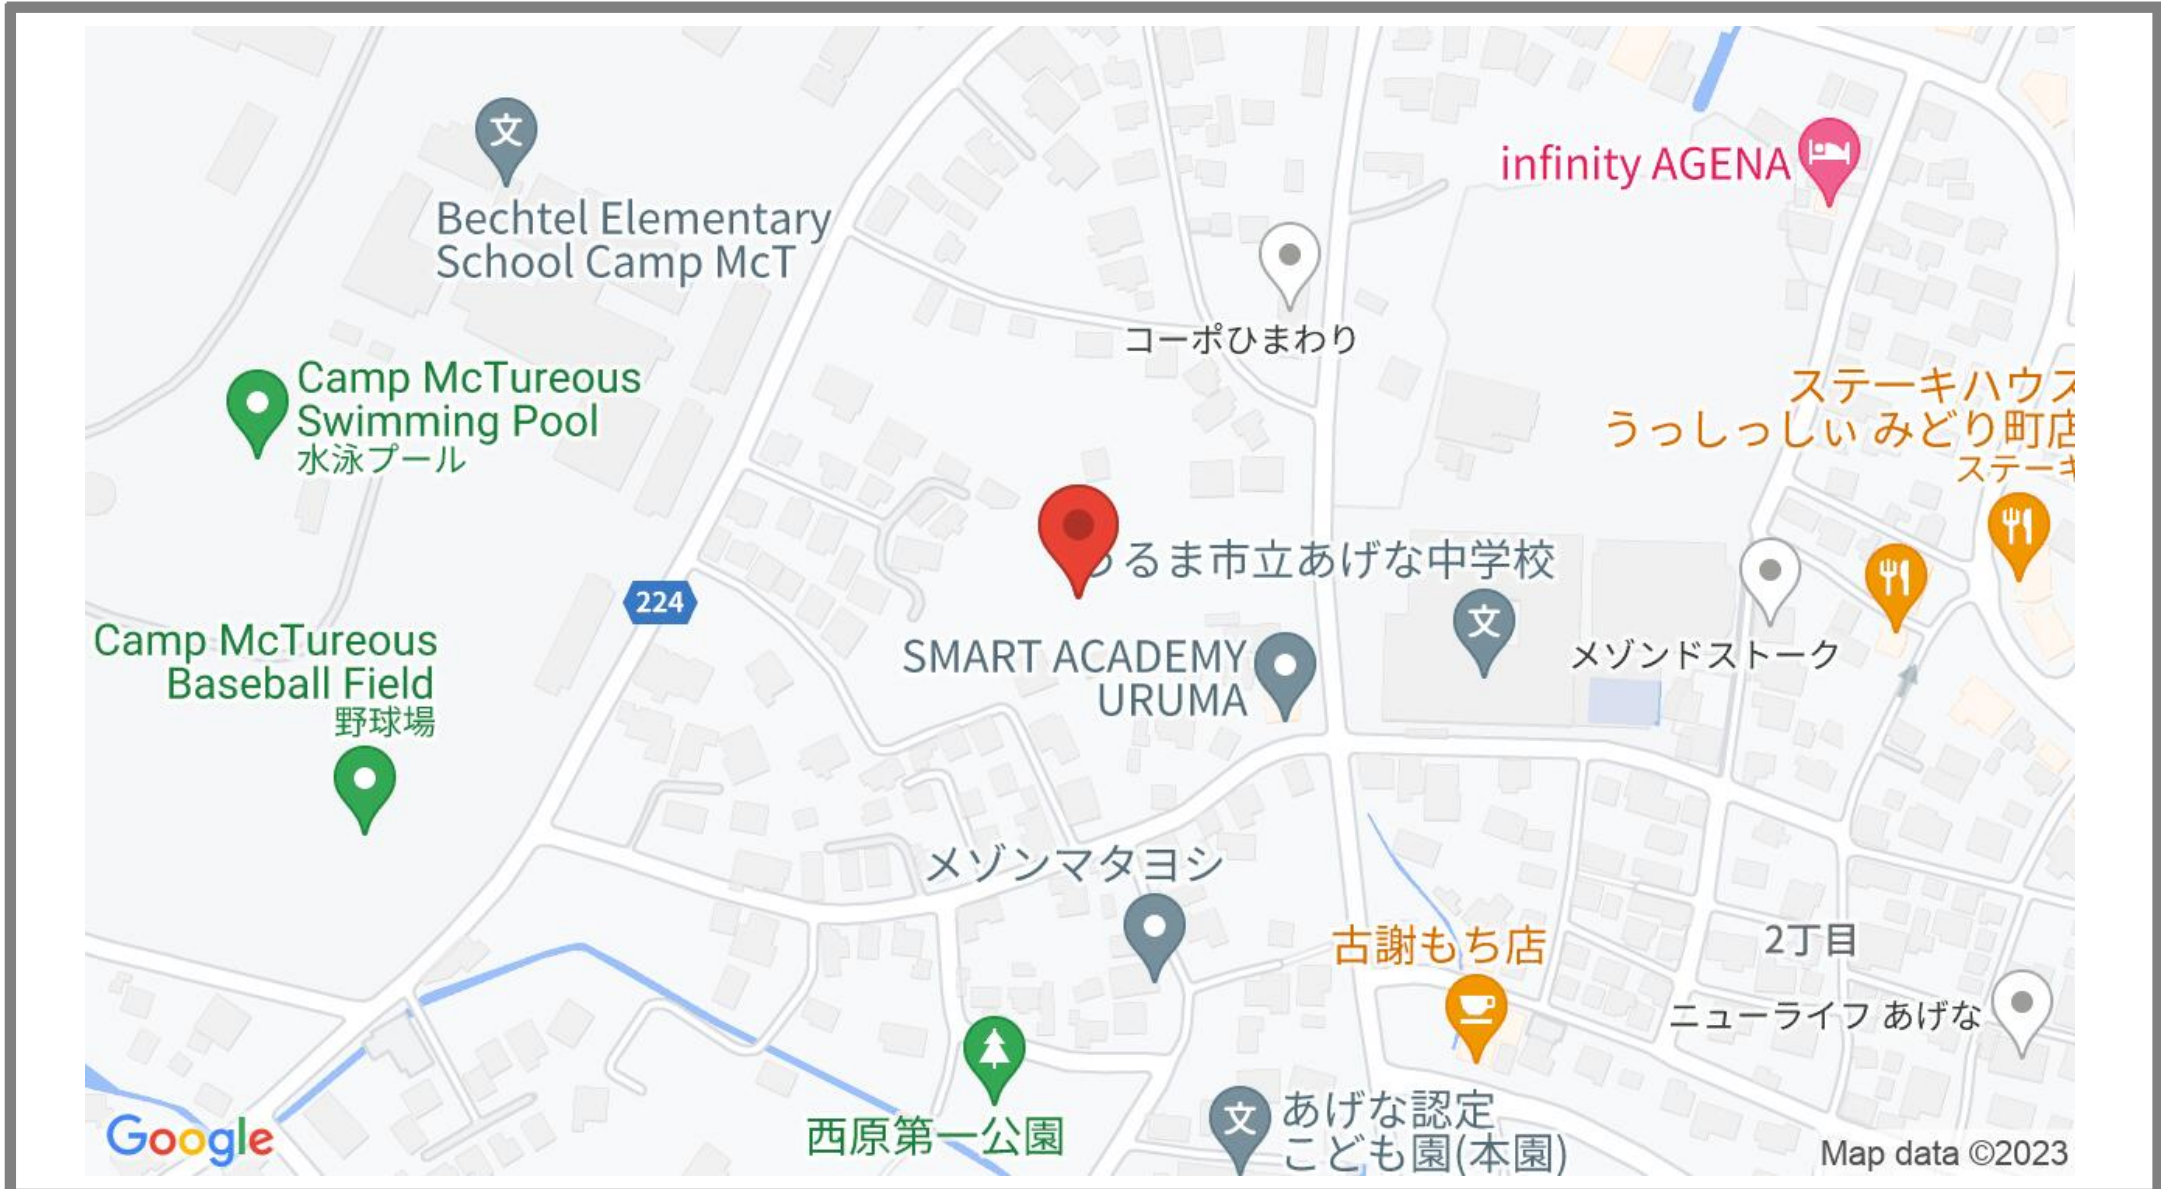 文
Bechtel Elementary
School Camp McT
infinity AGENA
コーポひまわり
Camp McTureous
Swimming Pool
水泳プール
ステーキハウス
うっしっしぃ みどり町店
ステーキ
るま市立あげな中学校
文
224
Camp McTureous
Baseball Field
野球場
SMART ACADEMY
URUMA
メゾンドストーク
メゾンマタヨシ
古謝もち店
2丁目
ニューライフ あげな
西原第一公園
文
あげな認定
こども園(本園)
Google
Map data ©2023